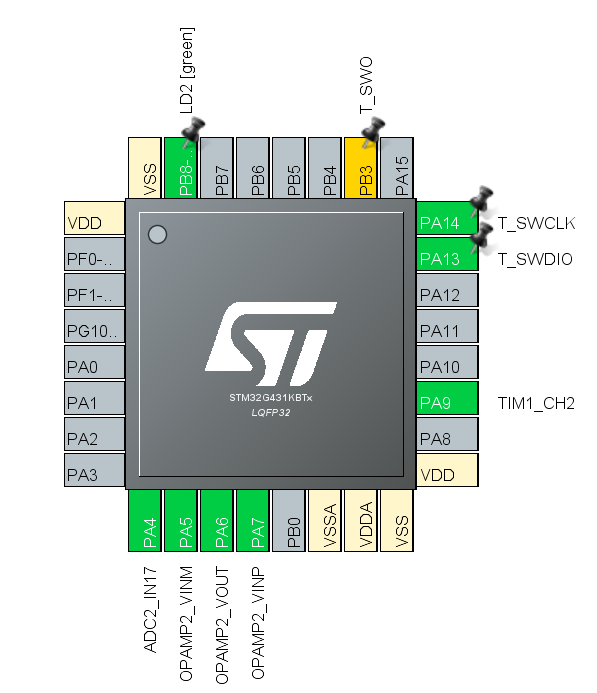 LD2 [green]
T_SWO
VSS
PB8-..
PB7
PB6
PB5
PB4
PB3
PA15
VDD
PF0-..
PF1-..
PG10..
PA0
PA1
PA2
PA3
ST
STM32G431KBTx
LQFP32
PA14 T_SWCLK
PA13 T_SWDIO
PA12
PA11
PA10
PA9 TIM1_CH2
PA8
VDD
PA4
PA5
PA6
PA7
PB0
VSSA
VDDA
VSS
ADC2_IN17
OPAMP2_VINM
OPAMP2_VOUT
OPAMP2_VINP